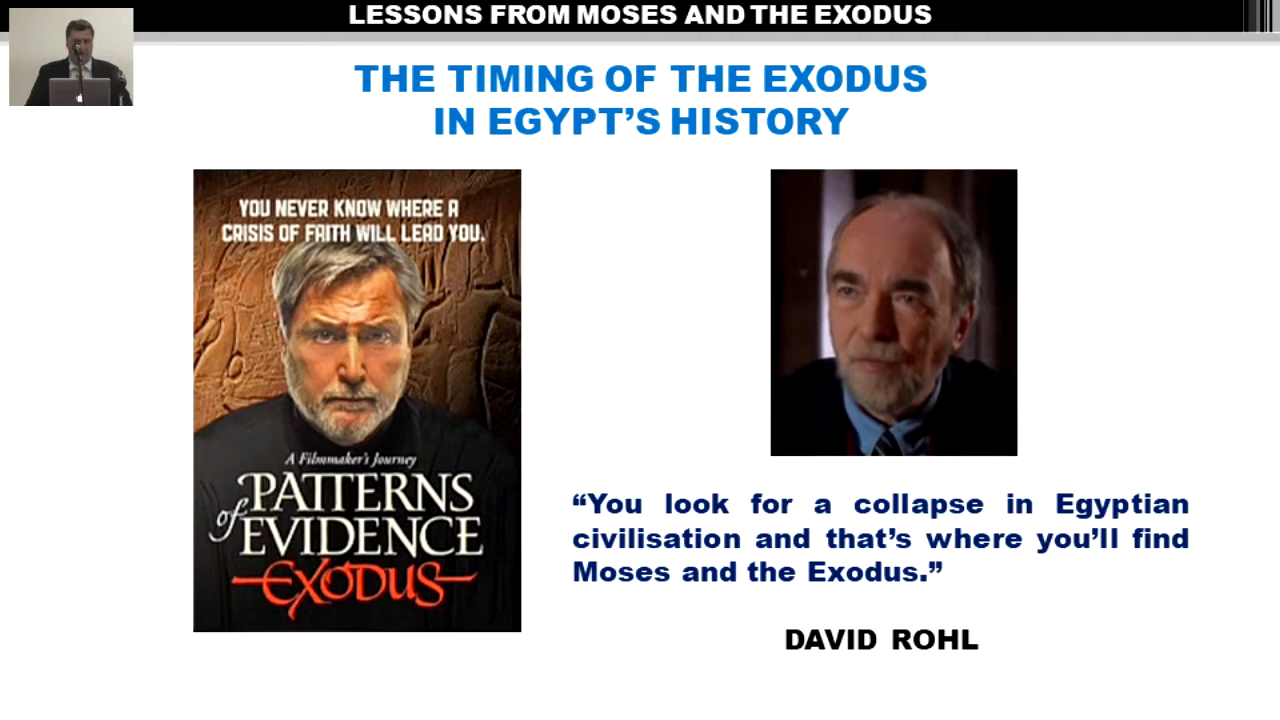 LESSONS FROM MOSES AND THE EXODUS
THE TIMING OF THE EXODUS
IN EGYPT’S HISTORY
YOU NEVER KNOW WHERE A
CRISIS OF FAITH WILL LEAD YOU.
A Filmmaker's Journey
PATTERNS
of EVIDENCE
EXODUS
“You look for a collapse in Egyptian
civilisation and that’s where you’ll find
Moses and the Exodus.”
DAVID ROHL